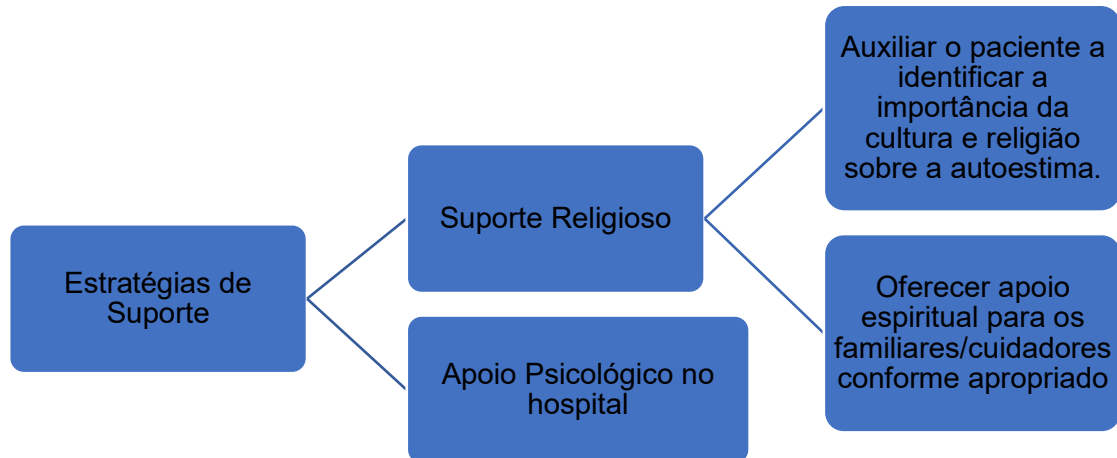 Estratégias de
Suporte
Suporte Religioso
Apoio Psicológico no
hospital
Auxiliar o paciente a
identificar a
importância da
cultura e religião
sobre a autoestima.
Oferecer apoio
espiritual para os
familiares/cuidadores
conforme apropriado